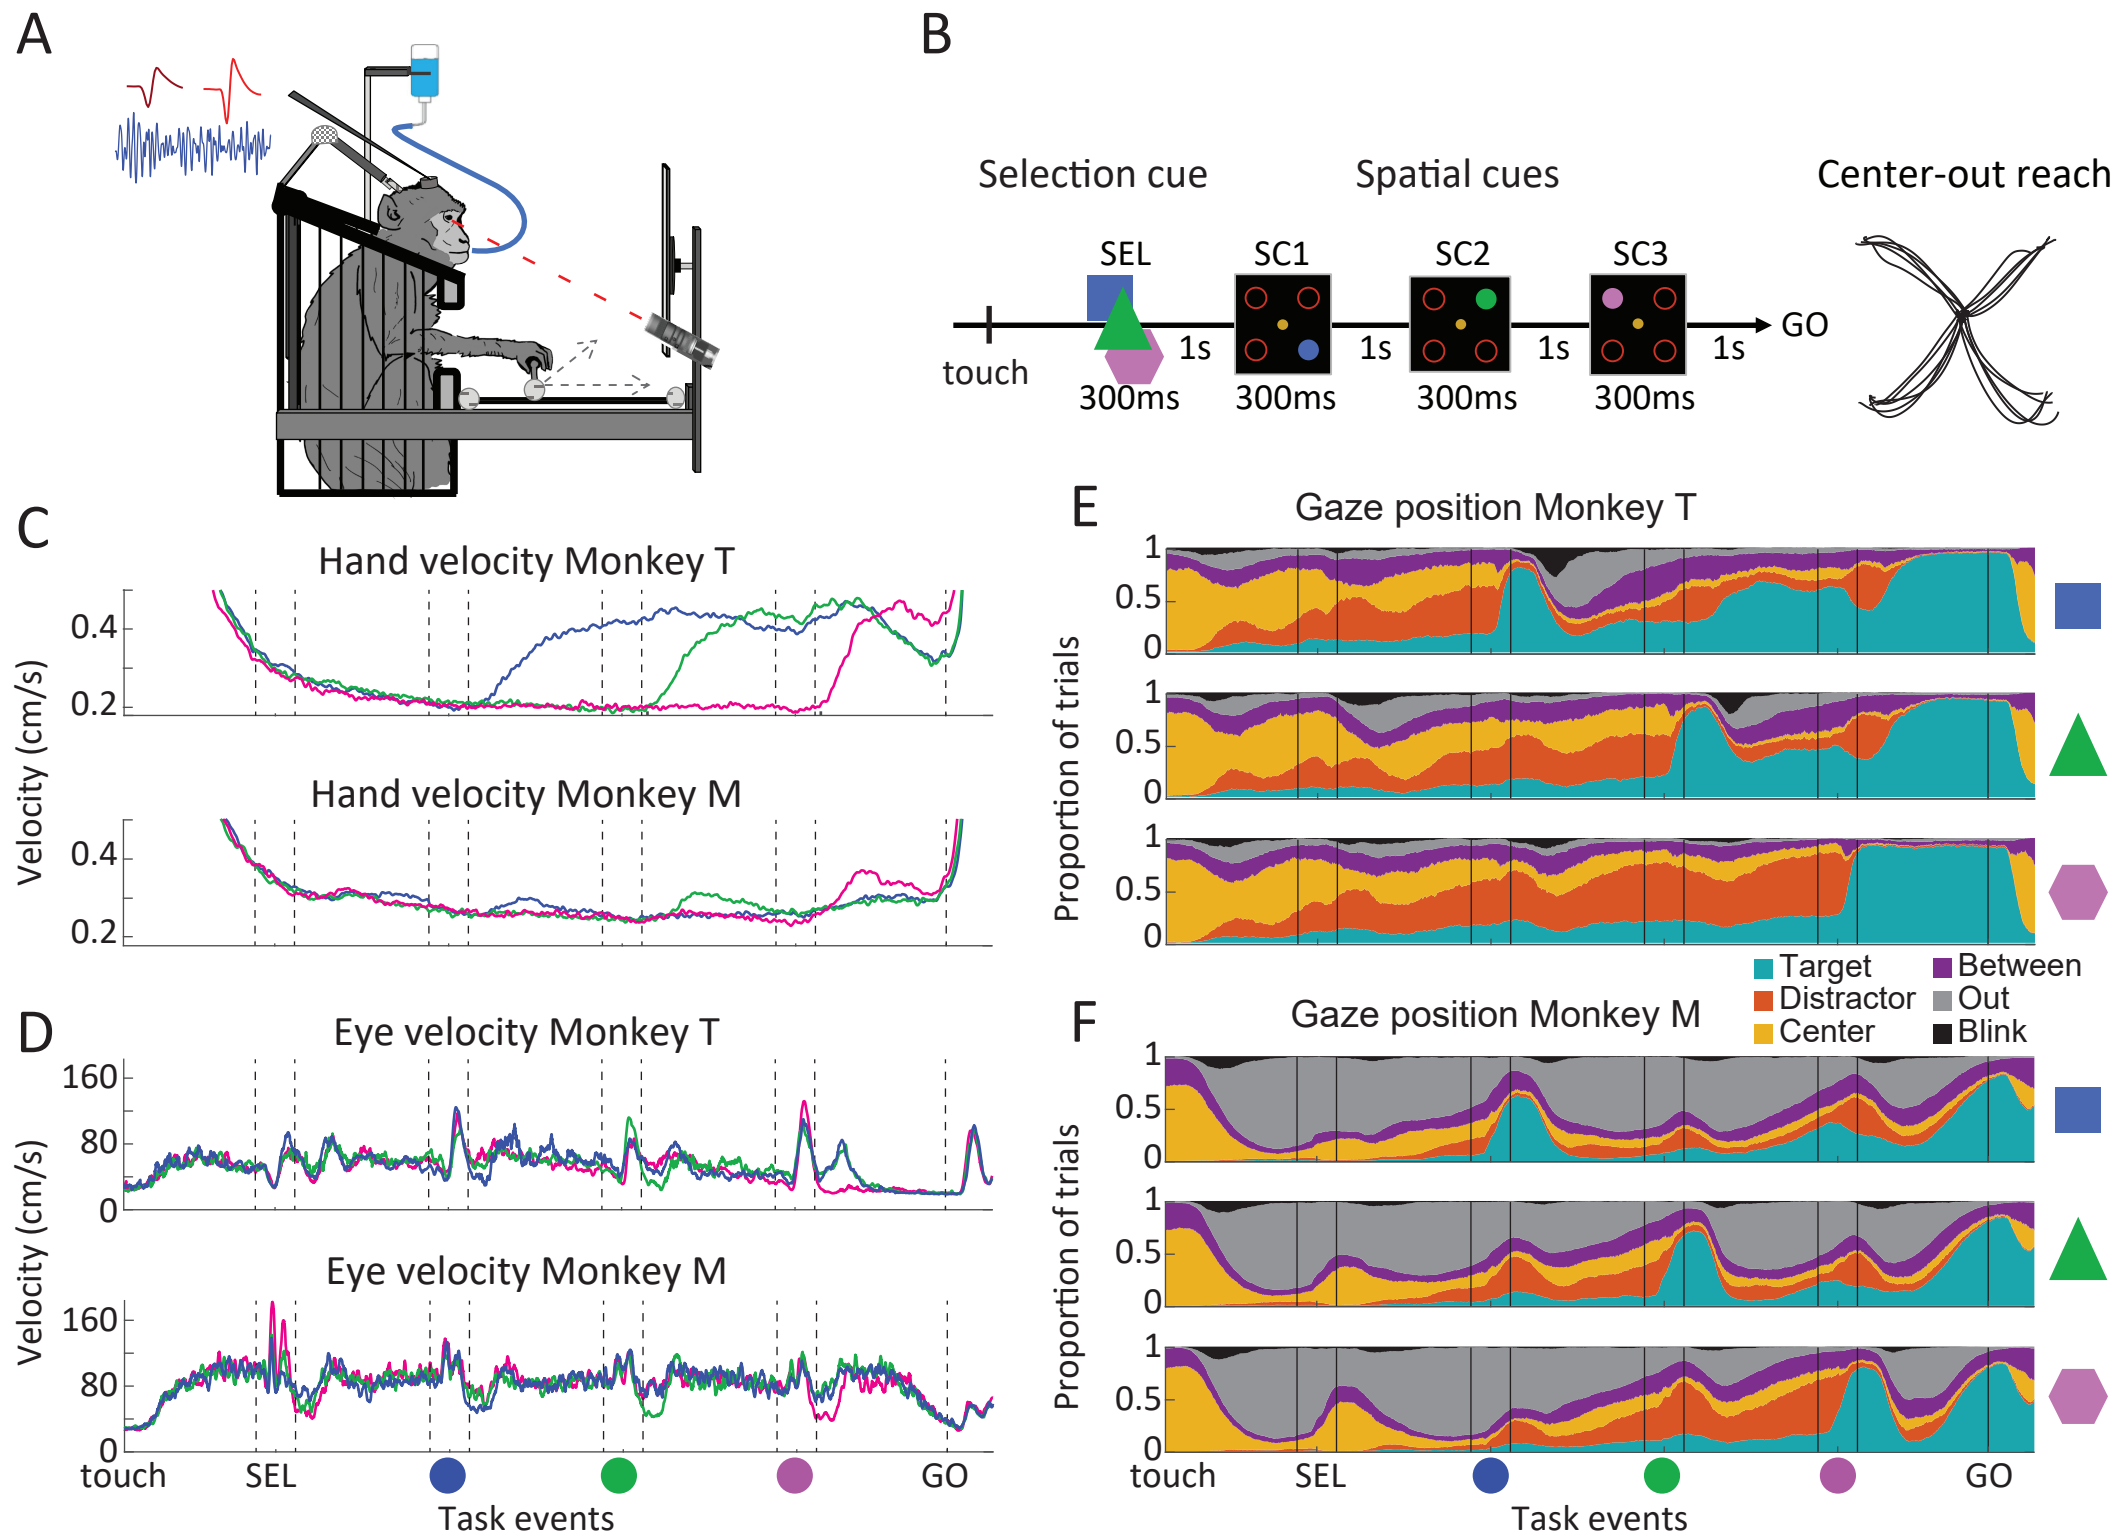 A
B
Selection cue
Spatial cues
Center-out reach
SEL
SC1
SC2
SC3
touch
1s
1s
1s
1s
GO
300ms
300ms
300ms
300ms
C
Hand velocity Monkey T
0.4
0.2
Hand velocity Monkey M
0.4
0.2
Velocity (cm/s)
D
Eye velocity Monkey T
160
80
0
Eye velocity Monkey M
160
80
0
Velocity (cm/s)
touch
SEL
GO
Task events
E
Gaze position Monkey T
1
0.5
0
1
0.5
0
1
0.5
0
Proportion of trials
Target
Between
Distractor
Out
Center
Blink
F
Gaze position Monkey M
1
0.5
0
1
0.5
0
1
0.5
0
Proportion of trials
touch
SEL
GO
Task events